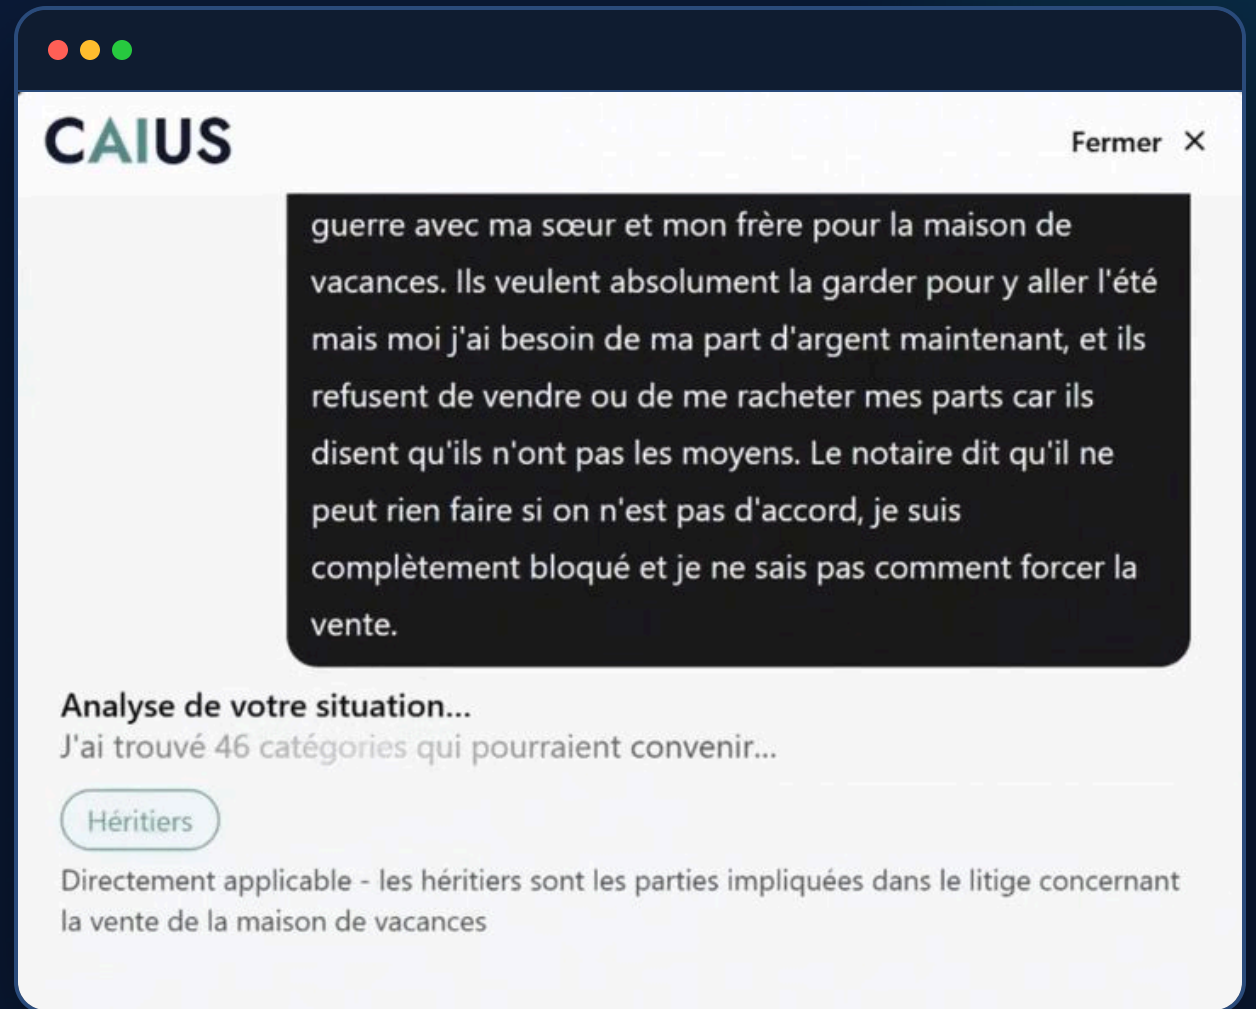 CAIUS
Fermer ×
guerre avec ma sœur et mon frère pour la maison de
vacances. Ils veulent absolument la garder pour y aller l'été
mais moi j'ai besoin de ma part d'argent maintenant, et ils
refusent de vendre ou de me racheter mes parts car ils
disent qu'ils n'ont pas les moyens. Le notaire dit qu'il ne
peut rien faire si on n'est pas d'accord, je suis
complètement bloqué et je ne sais pas comment forcer la
vente.
Analyse de votre situation...
J'ai trouvé 46 catégories qui pourraient convenir...
Héritiers
Directement applicable - les héritiers sont les parties impliquées dans le litige concernant
la vente de la maison de vacances